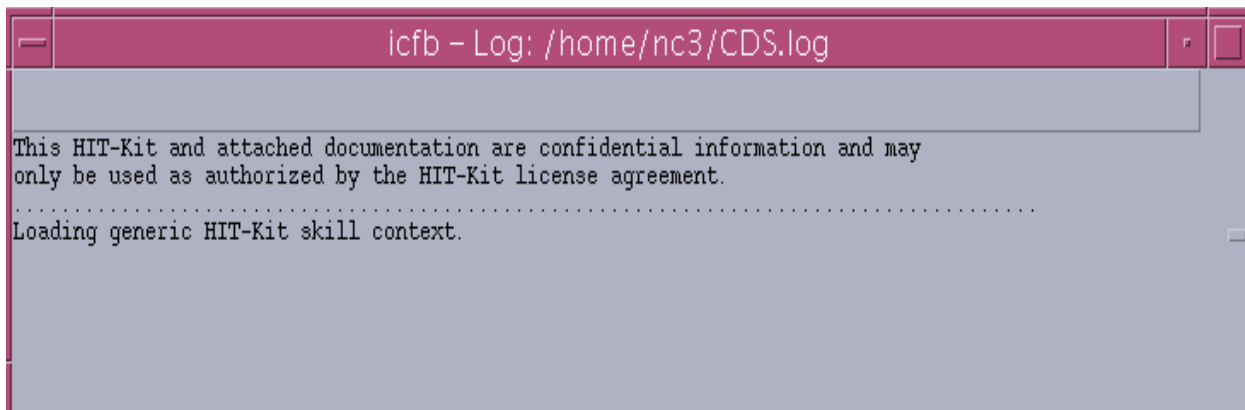 icfb – Log: /home/nc3/CDS.log
This HIT-Kit and attached documentation are confidential information and may
only be used as authorized by the HIT-Kit license agreement.
.....................................................................................
Loading generic HIT-Kit skill context.